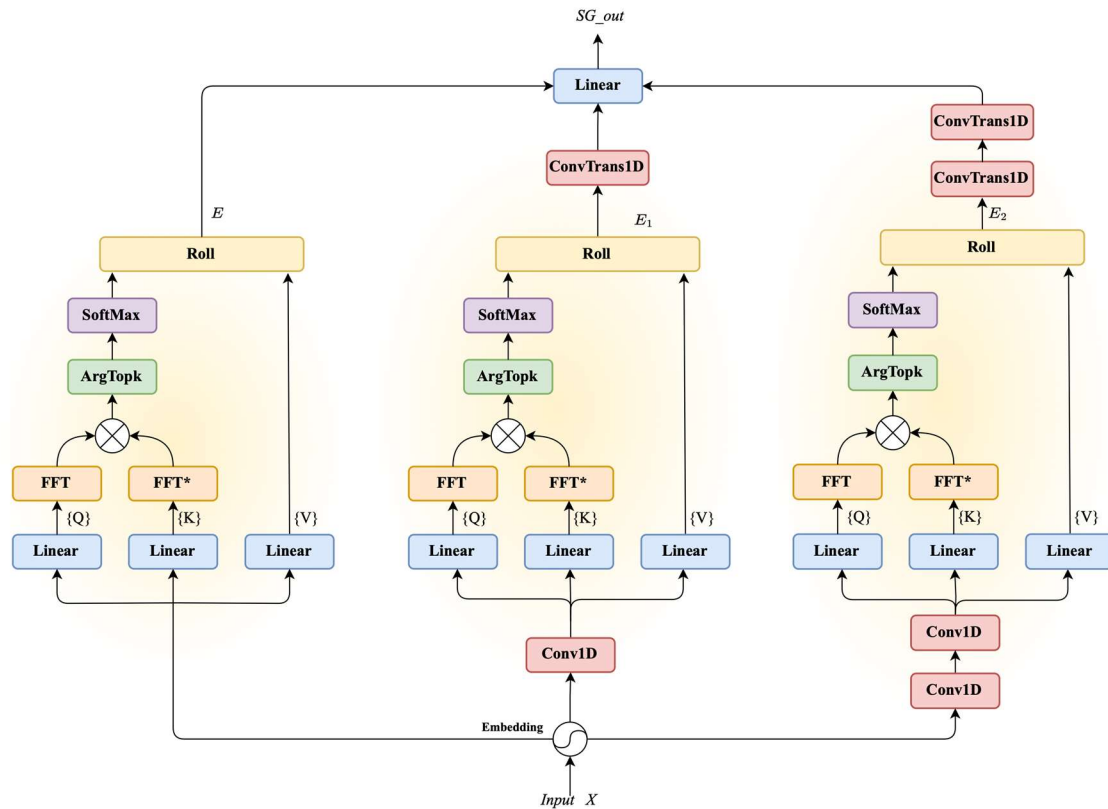 SG_out
Linear
ConvTrans1D
ConvTrans1D
ConvTrans1D
E
E₁
E₂
Roll
Roll
Roll
SoftMax
SoftMax
SoftMax
ArgTopk
ArgTopk
ArgTopk
FFT
FFT*
FFT
FFT*
FFT
FFT*
{Q}
{K}
{V}
{Q}
{K}
{V}
{Q}
{K}
{V}
Linear
Linear
Linear
Linear
Linear
Linear
Linear
Linear
Linear
Conv1D
Conv1D
Conv1D
Embedding
Input X